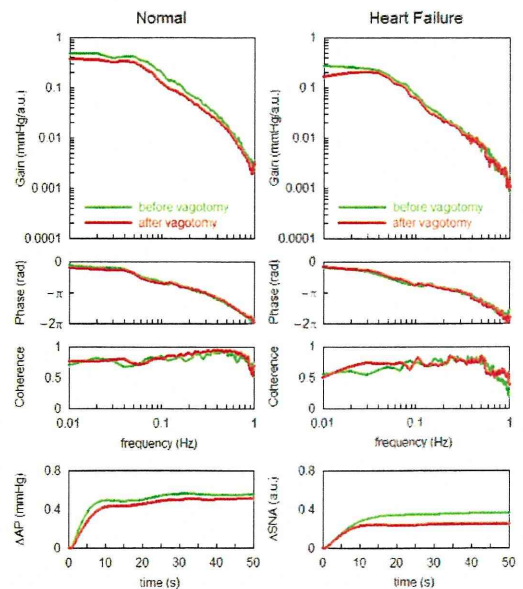 Normal
Heart Failure
Gain (mmHg/a.u.)
1
0.1
0.01
0.001
0.0001
before vagotomy
after vagotomy
Gain (mmHg/a.u.)
1
0.1
0.01
0.001
0.0001
before vagotomy
after vagotomy
Phase (rad)
0
−π
−2π
Phase (rad)
0
−π
−2π
Coherence
1
0.5
0
0.01
0.1
1
frequency (Hz)
Coherence
1
0.5
0
0.01
0.1
1
frequency (Hz)
ΔAP (mmHg)
0.8
0.4
0
0
10
20
30
40
50
time (s)
ΔSNA (a.u.)
0.8
0.4
0
0
10
20
30
40
50
time (s)